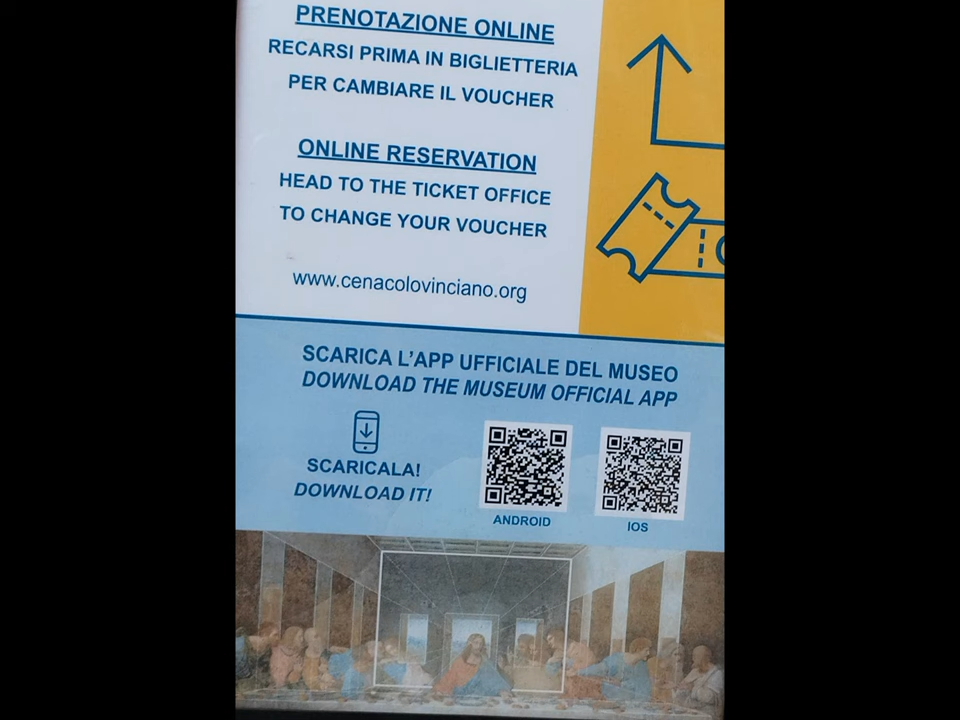 PRENOTAZIONE ONLINE
RECARSI PRIMA IN BIGLIETTERIA
PER CAMBIARE IL VOUCHER
ONLINE RESERVATION
HEAD TO THE TICKET OFFICE
TO CHANGE YOUR VOUCHER
www.cenacolovinciano.org
SCARICA L'APP UFFICIALE DEL MUSEO
DOWNLOAD THE MUSEUM OFFICIAL APP
SCARICALA!
DOWNLOAD IT!
ANDROID
IOS